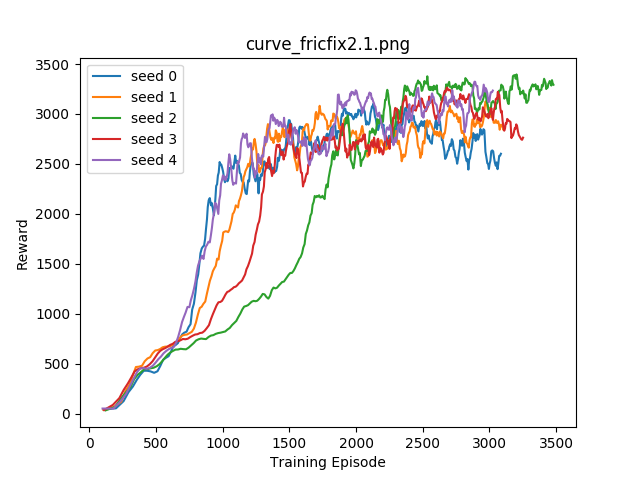 curve_fricfix2.1.png
3500
3000
2500
2000
1500
1000
500
0
Reward
seed 0
seed 1
seed 2
seed 3
seed 4
0 500 1000 1500 2000 2500 3000 3500
Training Episode